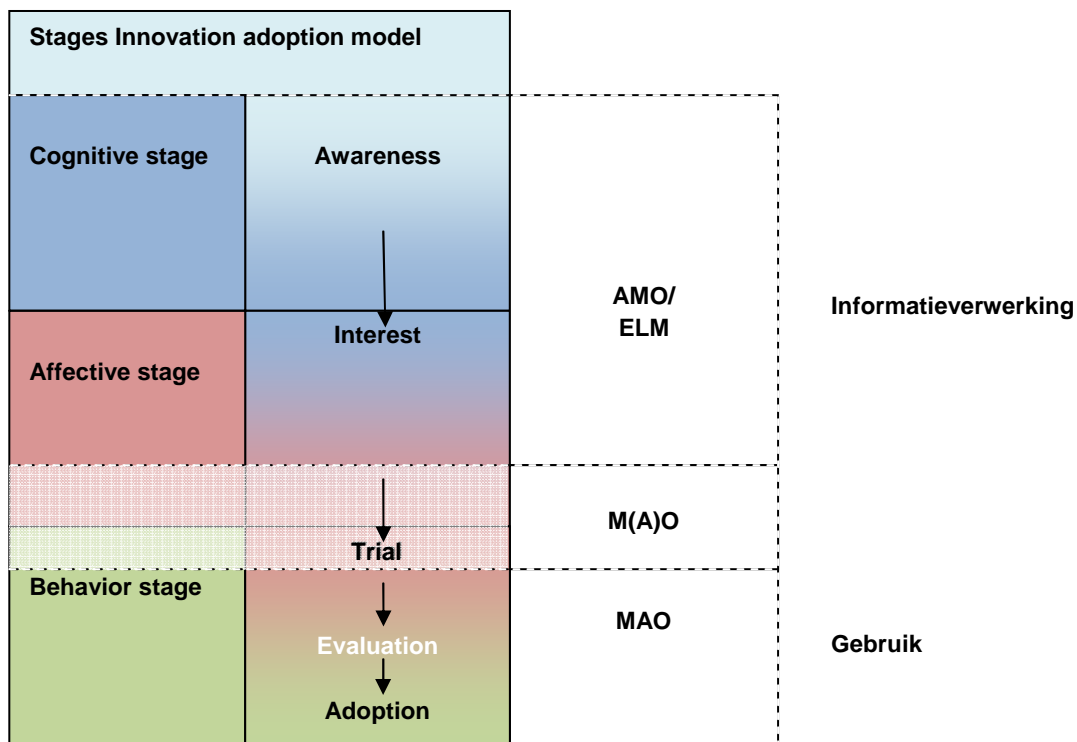 Stages Innovation adoption model
Cognitive stage
Awareness
AMO/
ELM
Informatieverwerking
Interest
Affective stage
M(A)O
Trial
Behavior stage
MAO
Evaluation
Gebruik
Adoption